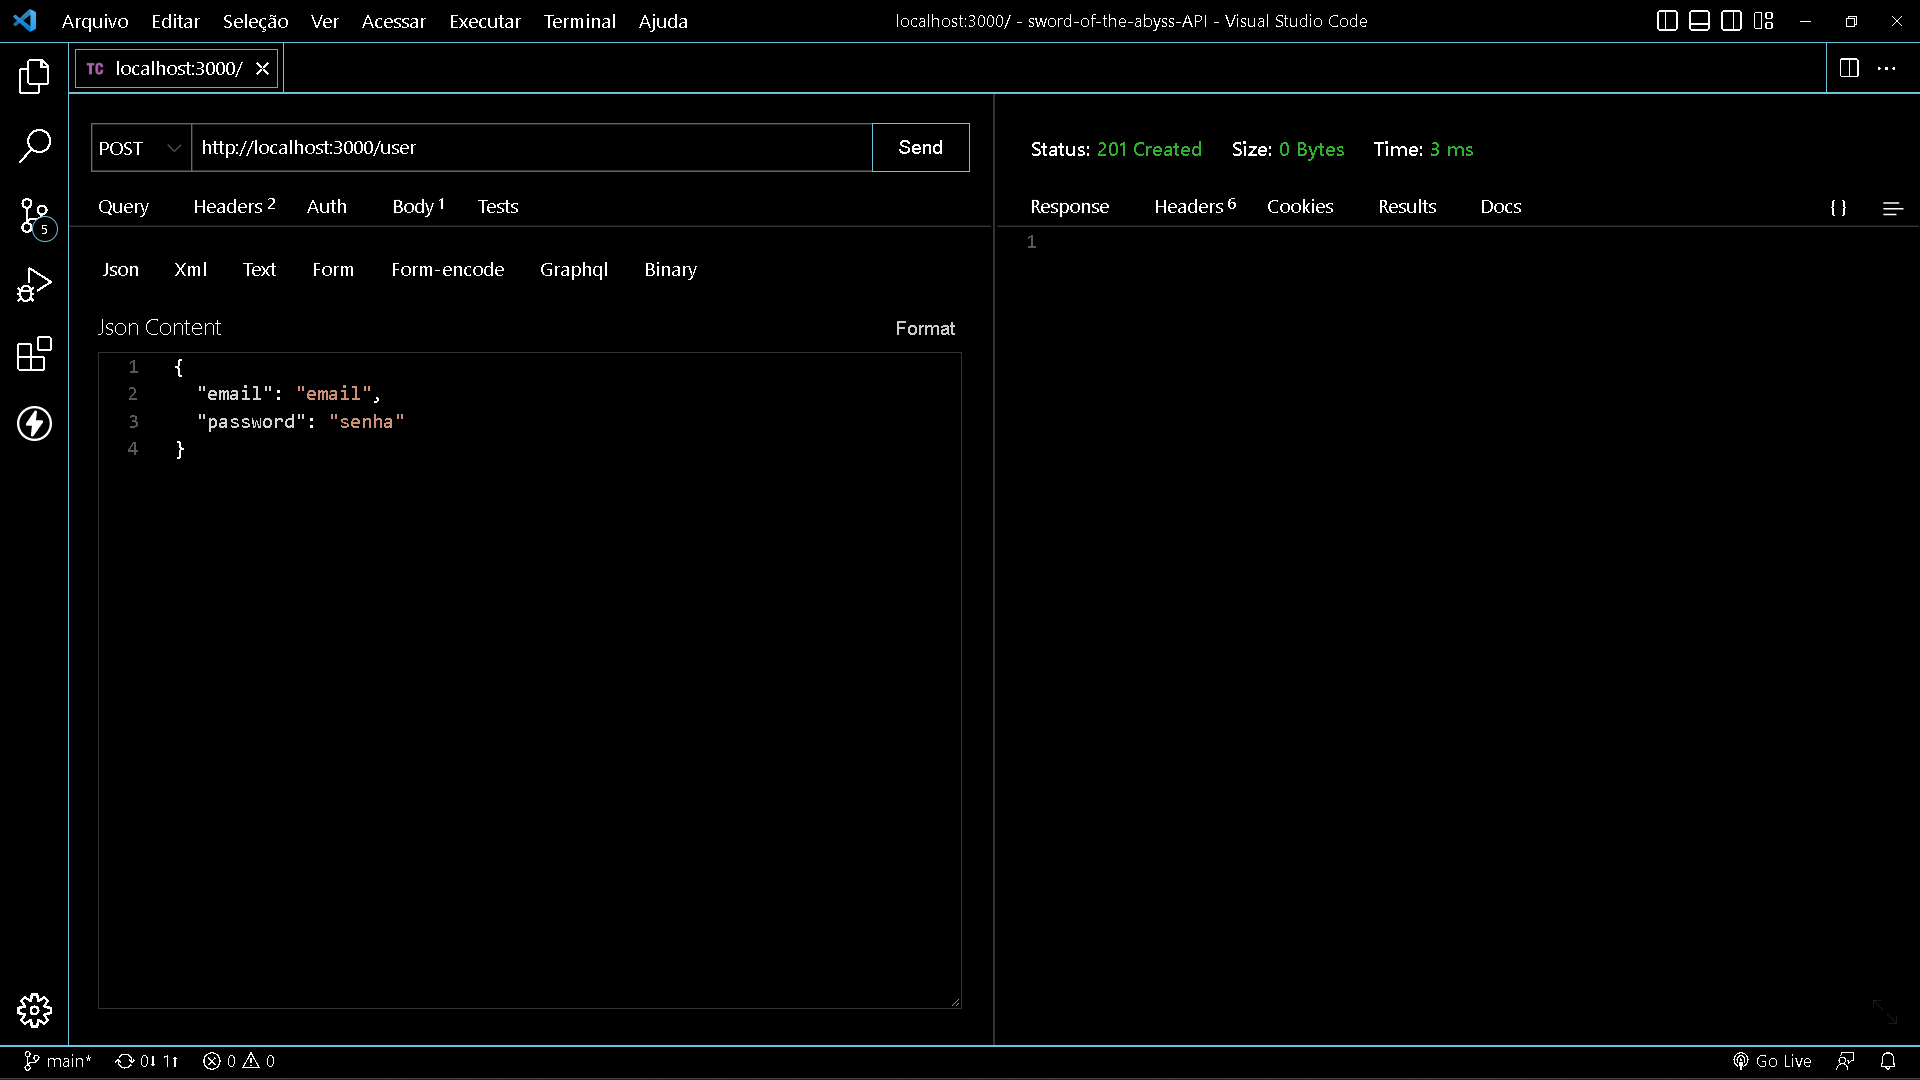 Arquivo Editar Seleção Ver Acessar Executar Terminal Ajuda localhost:3000/ - sword-of-the-abyss-API - Visual Studio Code
TC localhost:3000/
POST http://localhost:3000/user Send
Query Headers 2 Auth Body 1 Tests
Json Xml Text Form Form-encode Graphql Binary
Json Content Format
1 {
2 "email": "email",
3 "password": "senha"
4 }
Status: 201 Created Size: 0 Bytes Time: 3 ms
Response Headers 6 Cookies Results Docs {}
1
5
main* 0↓ 1↑ 0 0 Go Live